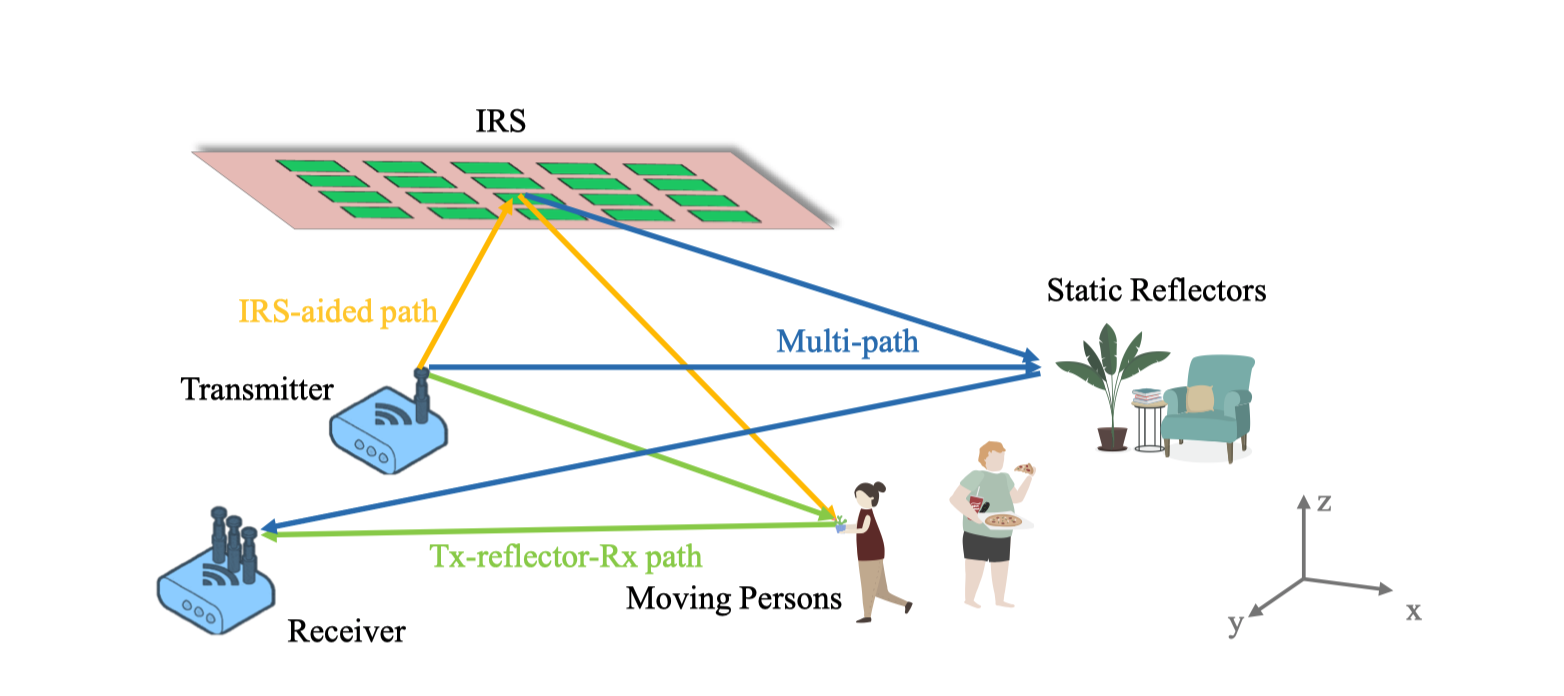 IRS
IRS-aided path
Static Reflectors
Multi-path
Transmitter
Tx-reflector-Rx path
Moving Persons
Receiver
z
y
x